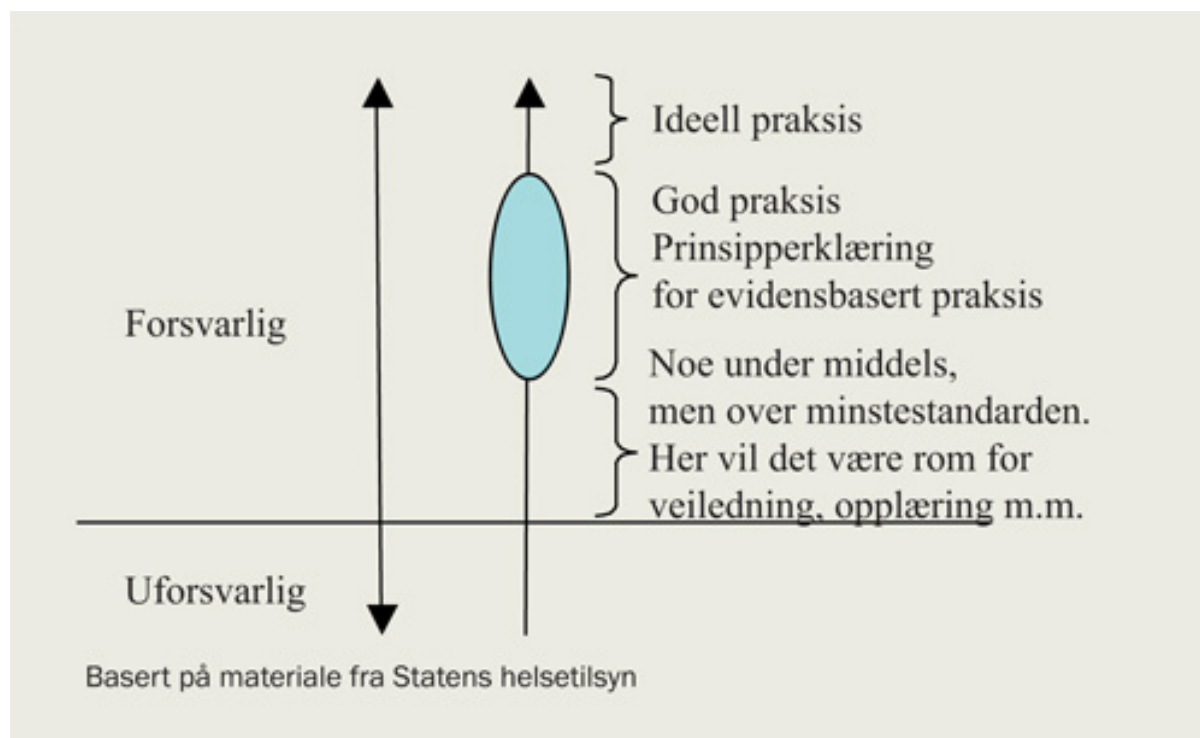 Ideell praksis
God praksis
Prinsipperklæring
for evidensbasert praksis
Forsvarlig
Noe under middels,
men over minstestandarden.
Her vil det være rom for
veiledning, opplæring m.m.
Uforsvarlig
Basert på materiale fra Statens helsetilsyn